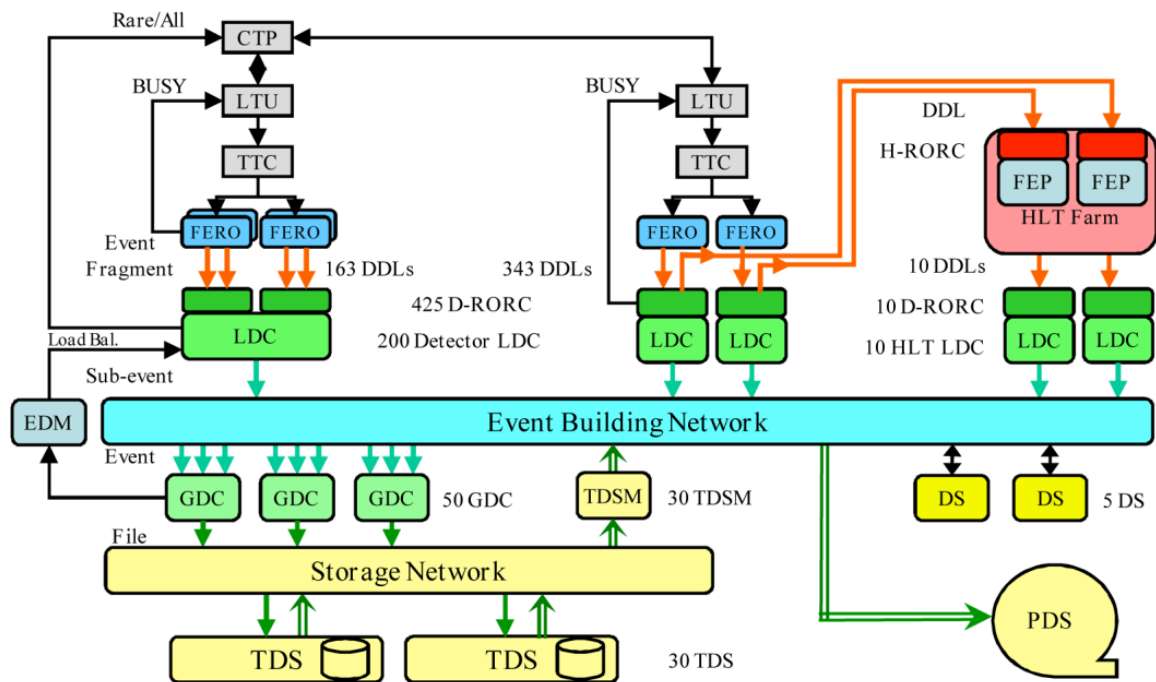 Rare/All
CTP
BUSY
LTU
BUSY
LTU
DDL
H-RORC
TTC
TTC
FEP
FEP
HLT Farm
FERO
FERO
FERO
FERO
Event
Fragment
163 DDLs
343 DDLs
10 DDLs
425 D-RORC
10 D-RORC
LDC
200 Detector LDC
LDC
LDC
10 HLT LDC
LDC
LDC
Load Bal.
Sub-event
EDM
Event Building Network
Event
GDC
GDC
GDC
50 GDC
TDSM
30 TDSM
DS
DS
5 DS
File
Storage Network
PDS
TDS
TDS
30 TDS